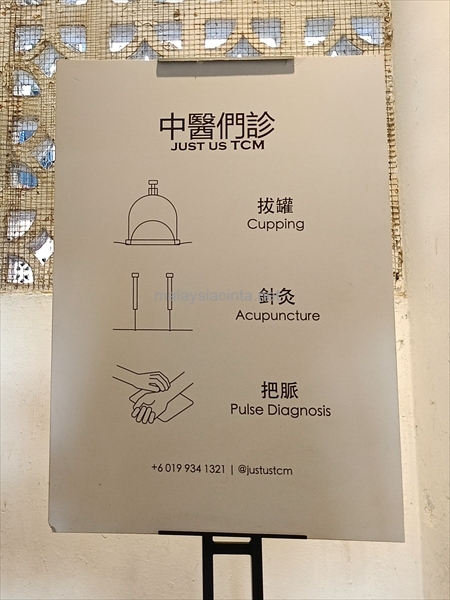 中醫們診
JUST US TCM
拔罐
Cupping
針灸
Acupuncture
把脈
Pulse Diagnosis
+6 019 934 1321 | @justustcm